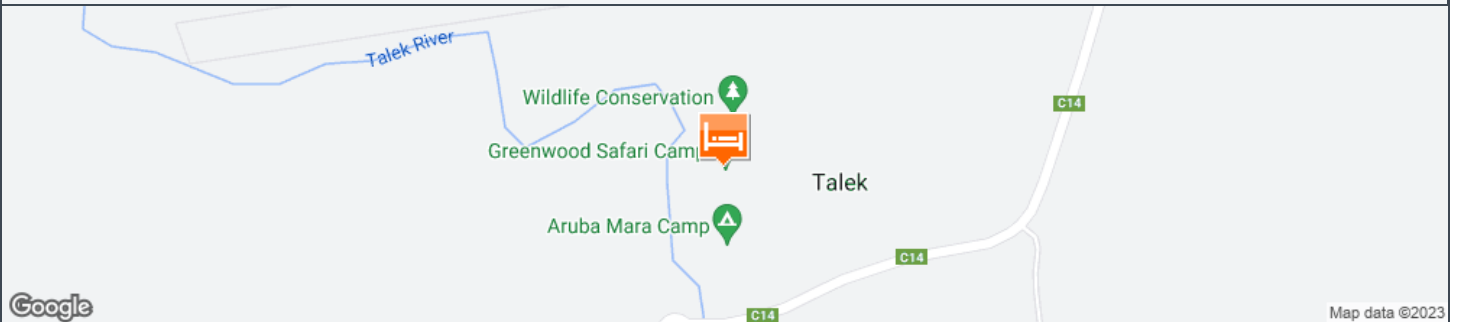 Talek River
Wildlife Conservation
C14
Greenwood Safari Camp
Talek
Aruba Mara Camp
C14
C14
Google
Map data ©2023